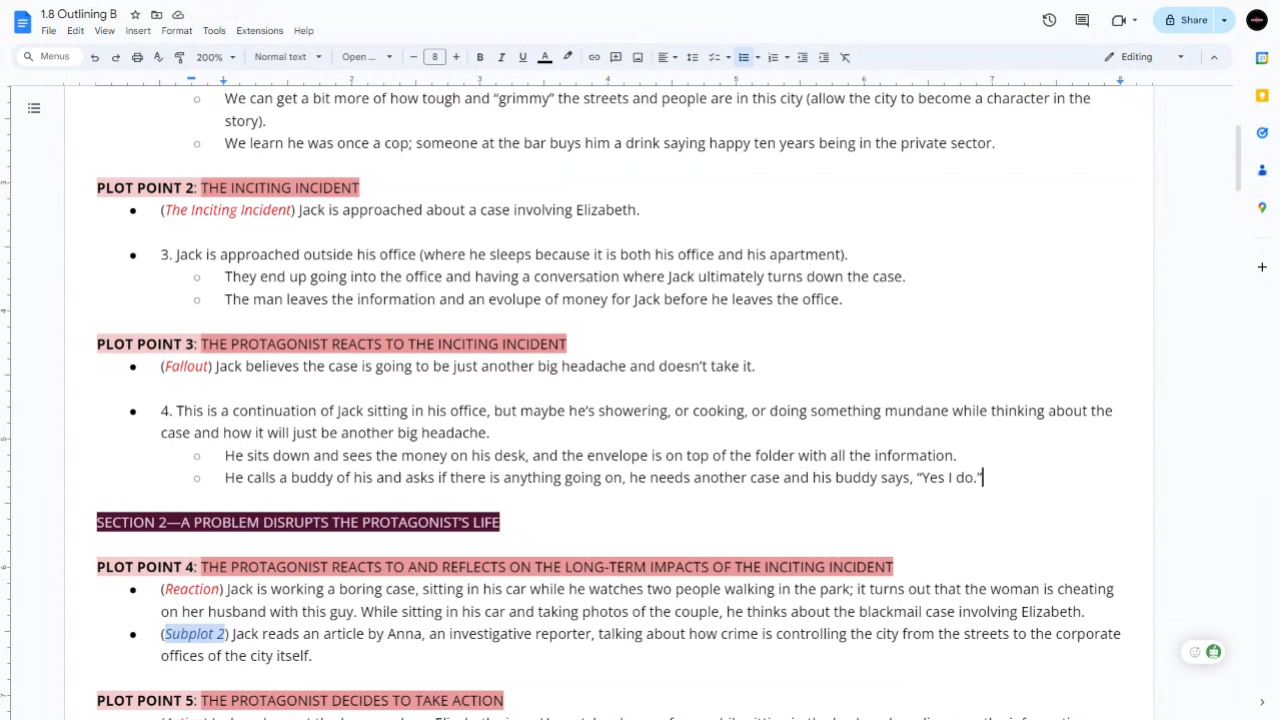 1.8 Outlining B
File Edit View Insert Format Tools Extensions Help
Share
Menus 200% Normal text Open ... 8 Editing
2 3 4 5 6 7 8
○ We can get a bit more of how tough and “grimmy” the streets and people are in this city (allow the city to become a character in the
story).
○ We learn he was once a cop; someone at the bar buys him a drink saying happy ten years being in the private sector.
PLOT POINT 2: THE INCITING INCIDENT
● (The Inciting Incident) Jack is approached about a case involving Elizabeth.
● 3. Jack is approached outside his office (where he sleeps because it is both his office and his apartment).
○ They end up going into the office and having a conversation where Jack ultimately turns down the case.
○ The man leaves the information and an evolupe of money for Jack before he leaves the office.
PLOT POINT 3: THE PROTAGONIST REACTS TO THE INCITING INCIDENT
● (Fallout) Jack believes the case is going to be just another big headache and doesn’t take it.
● 4. This is a continuation of Jack sitting in his office, but maybe he’s showering, or cooking, or doing something mundane while thinking about the
case and how it will just be another big headache.
○ He sits down and sees the money on his desk, and the envelope is on top of the folder with all the information.
○ He calls a buddy of his and asks if there is anything going on, he needs another case and his buddy says, “Yes I do.”
SECTION 2—A PROBLEM DISRUPTS THE PROTAGONIST’S LIFE
PLOT POINT 4: THE PROTAGONIST REACTS TO AND REFLECTS ON THE LONG-TERM IMPACTS OF THE INCITING INCIDENT
● (Reaction) Jack is working a boring case, sitting in his car while he watches two people walking in the park; it turns out that the woman is cheating
on her husband with this guy. While sitting in his car and taking photos of the couple, he thinks about the blackmail case involving Elizabeth.
● (Subplot 2) Jack reads an article by Anna, an investigative reporter, talking about how crime is controlling the city from the streets to the corporate
offices of the city itself.
PLOT POINT 5: THE PROTAGONIST DECIDES TO TAKE ACTION